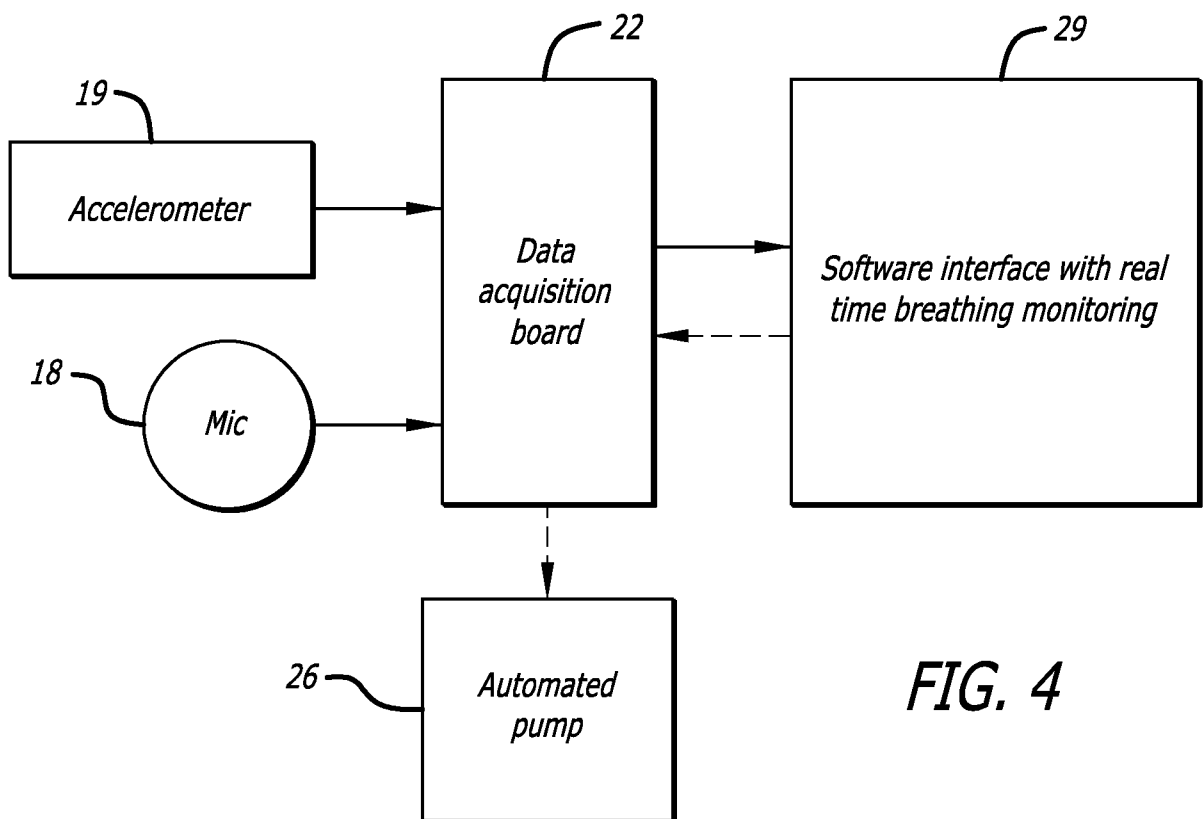 22
29
19
Accelerometer
Data
acquisition
board
Software interface with real
time breathing monitoring
18
Mic
26
Automated
pump
FIG. 4